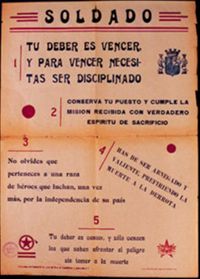 SOLDADO
1
TU DEBER ES VENCER,
Y PARA VENCER NECESI-
TAS SER DISCIPLINADO
2
CONSERVA TU PUESTO Y CUMPLE LA
MISION RECIBIDA CON VERDADERO
ESPIRITU DE SACRIFICIO
3
No olvides que
perteneces a una raza
de héroes que luchan, una vez
más, por la independencia de su país
4
HAS DE SER ABNEGADO Y
VALIENTE, PREFIRIENDO LA
MUERTE A LA DERROTA
5
Tu deber es vencer, y sólo vencen
los que saben afrontar el peligro
sin temer a la muerte